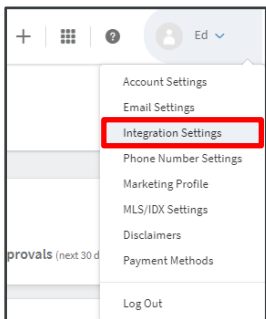 Ed
Account Settings
Email Settings
Integration Settings
Phone Number Settings
Marketing Profile
MLS/IDX Settings
Disclaimers
provals (next 30 d
Payment Methods
Log Out